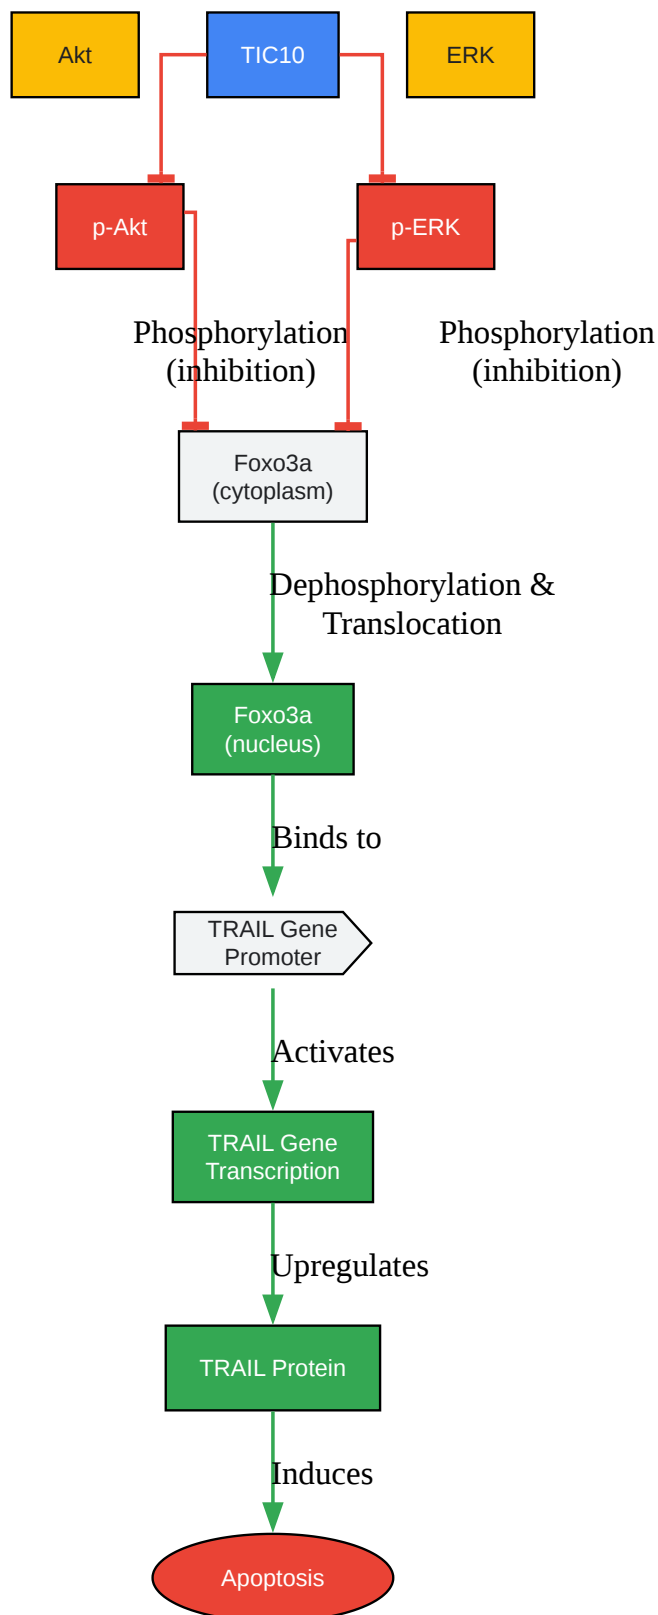 Akt
TIC10
ERK
p-Akt
p-ERK
Phosphorylation
(inhibition)
Phosphorylation
(inhibition)
Foxo3a
(cytoplasm)
Dephosphorylation &
Translocation
Foxo3a
(nucleus)
Binds to
TRAIL Gene
Promoter
Activates
TRAIL Gene
Transcription
Upregulates
TRAIL Protein
Induces
Apoptosis